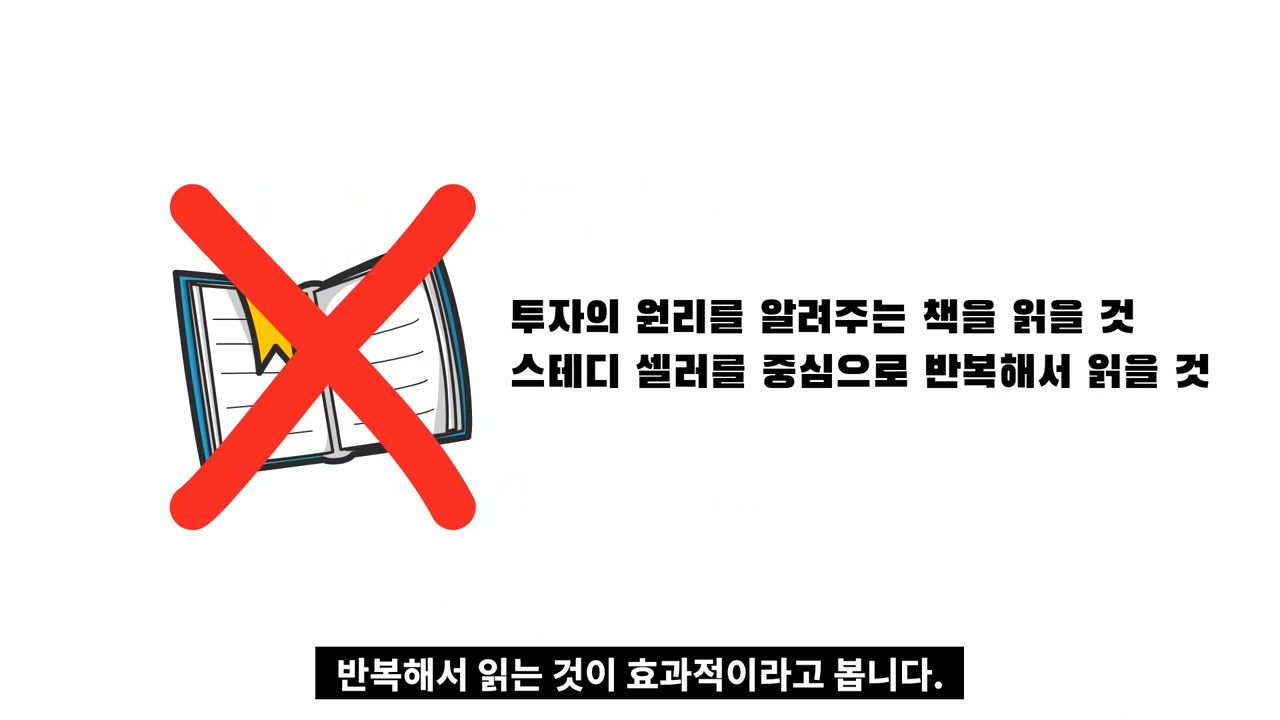 투자의 원리를 알려주는 책을 읽을 것
스테디 셀러를 중심으로 반복해서 읽을 것
반복해서 읽는 것이 효과적이라고 봅니다.